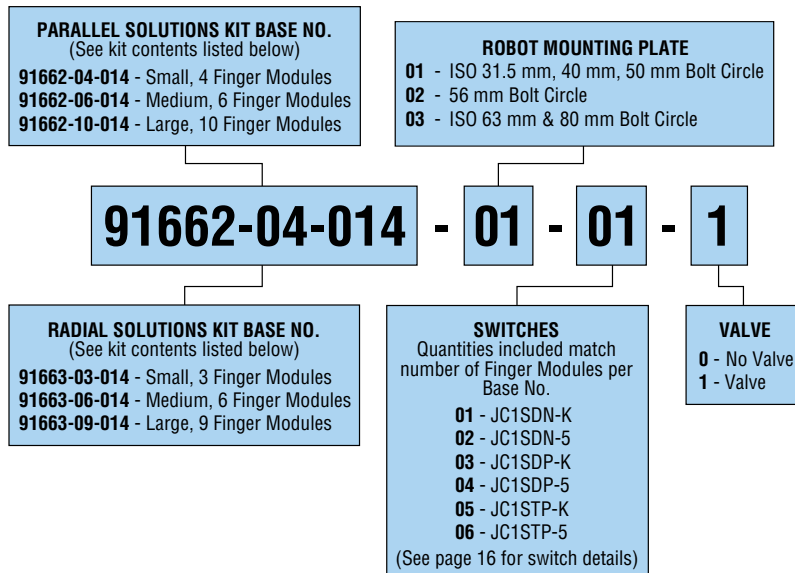 PARALLEL SOLUTIONS KIT BASE NO.
(See kit contents listed below)
91662-04-014 - Small, 4 Finger Modules
91662-06-014 - Medium, 6 Finger Modules
91662-10-014 - Large, 10 Finger Modules
ROBOT MOUNTING PLATE
01 - ISO 31.5 mm, 40 mm, 50 mm Bolt Circle
02 - 56 mm Bolt Circle
03 - ISO 63 mm & 80 mm Bolt Circle
91662-04-014 - 01 - 01 - 1
RADIAL SOLUTIONS KIT BASE NO.
(See kit contents listed below)
91663-03-014 - Small, 3 Finger Modules
91663-06-014 - Medium, 6 Finger Modules
91663-09-014 - Large, 9 Finger Modules
SWITCHES
Quantities included match
number of Finger Modules per
Base No.
01 - JC1SDN-K
02 - JC1SDN-5
03 - JC1SDP-K
04 - JC1SDP-5
05 - JC1STP-K
06 - JC1STP-5
(See page 16 for switch details)
VALVE
0 - No Valve
1 - Valve